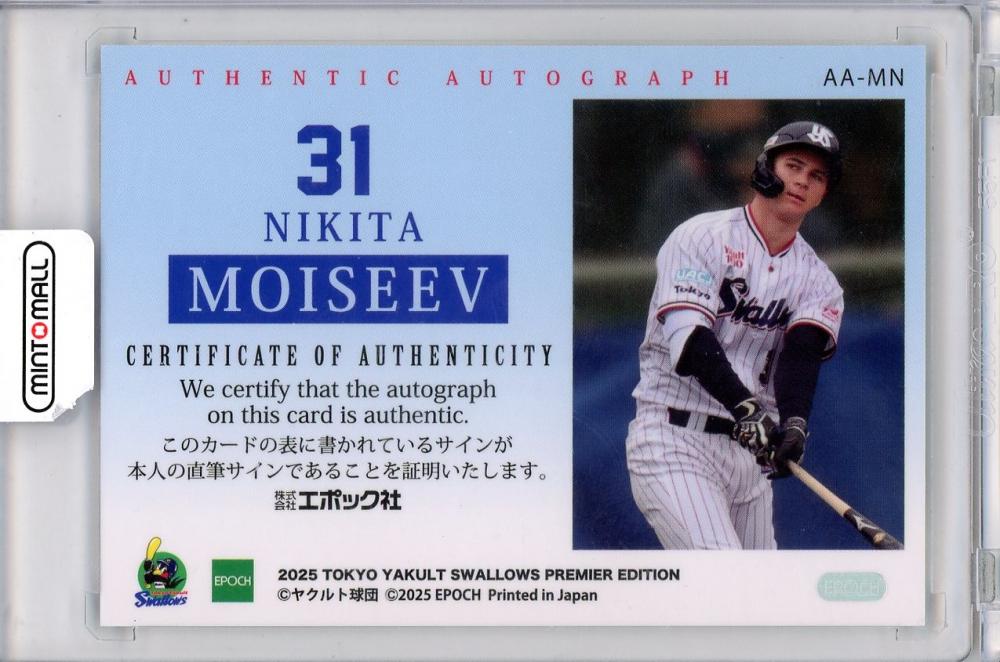 AUTHENTIC AUTOGRAPH
AA-MN
31
NIKITA
MOISEEV
CERTIFICATE OF AUTHENTICITY
We certify that the autograph
on this card is authentic.
このカードの表に書かれているサインが
本人の直筆サインであることを証明いたします。
株式会社エポック社
2025 TOKYO YAKULT SWALLOWS PREMIER EDITION
©ヤクルト球団 ©2025 EPOCH Printed in Japan
EPOCH
Swallows
EPOCH
MINTOMALL
UACJ
Tokyo
Swallows